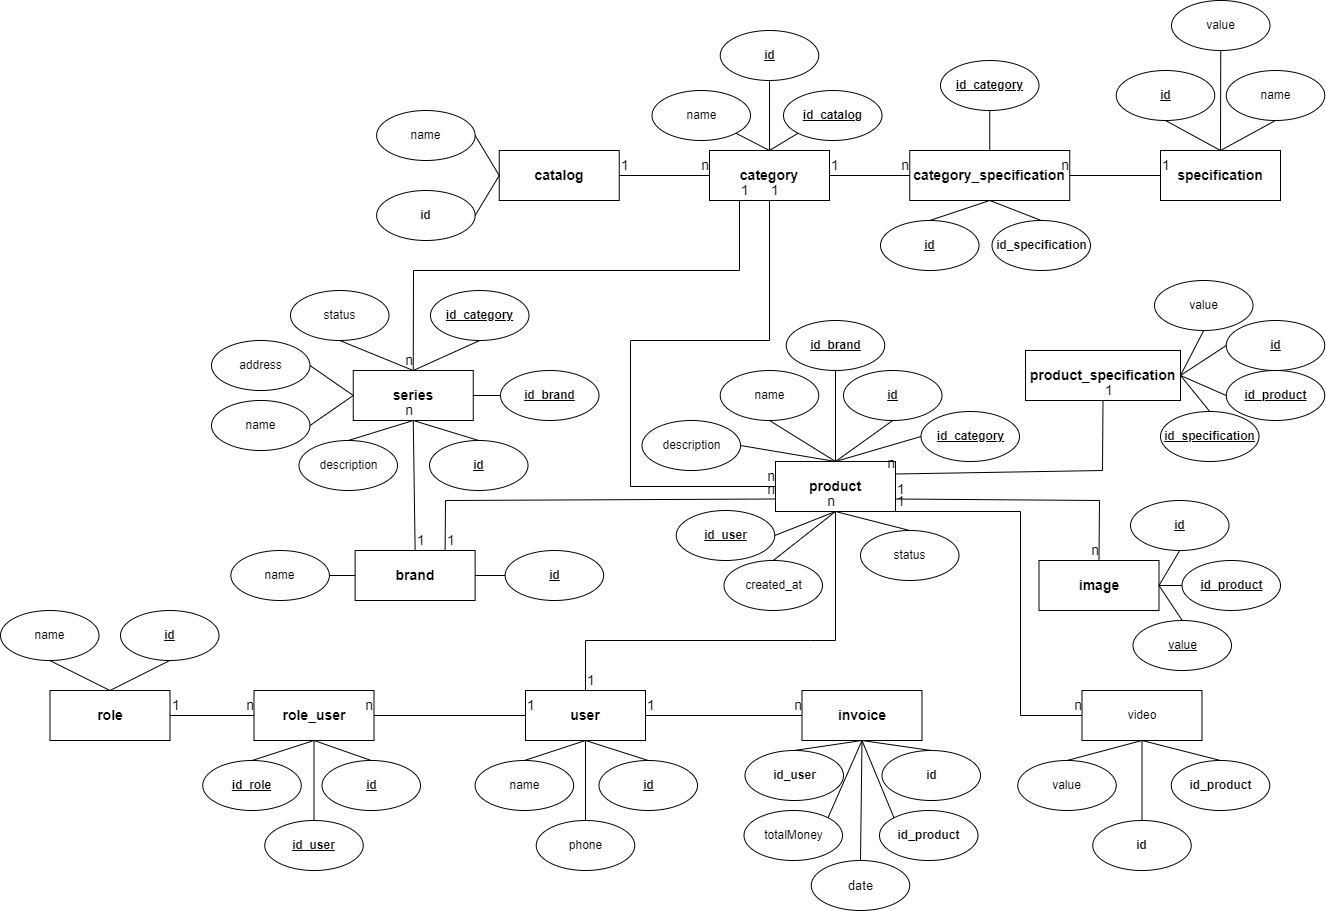 value
id
id_category
name
id_catalog
id
name
name
catalog
1
n
category
1
n
category_specification
n
1
specification
1
1
id
id
id_specification
name
value
status
id_category
id
address
id_brand
product_specification
id_product
1
n
name
id
series
id_brand
n
name
description
id_category
id_specification
description
id
n
n
product
1
n
n
1
id
id_user
1
1
status
n
name
brand
id
created_at
image
id_product
name
id
value
1
role
1
n
role_user
n
1
user
1
n
invoice
n
video
id_role
id
name
id
id_user
id
value
id_product
id_user
phone
totalMoney
id_product
id
date